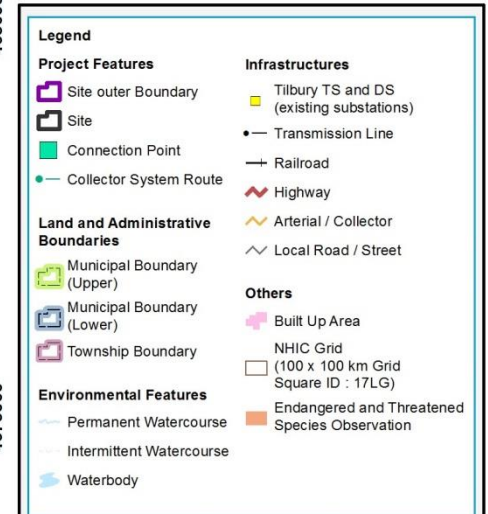 Legend
Project Features
Site outer Boundary
Site
Connection Point
Collector System Route
Land and Administrative
Boundaries
Municipal Boundary
(Upper)
Municipal Boundary
(Lower)
Township Boundary
Environmental Features
Permanent Watercourse
Intermittent Watercourse
Waterbody
Infrastructures
Tilbury TS and DS
(existing substations)
Transmission Line
Railroad
Highway
Arterial / Collector
Local Road / Street
Others
Built Up Area
NHIC Grid
(100 x 100 km Grid
Square ID : 17LG)
Endangered and Threatened
Species Observation